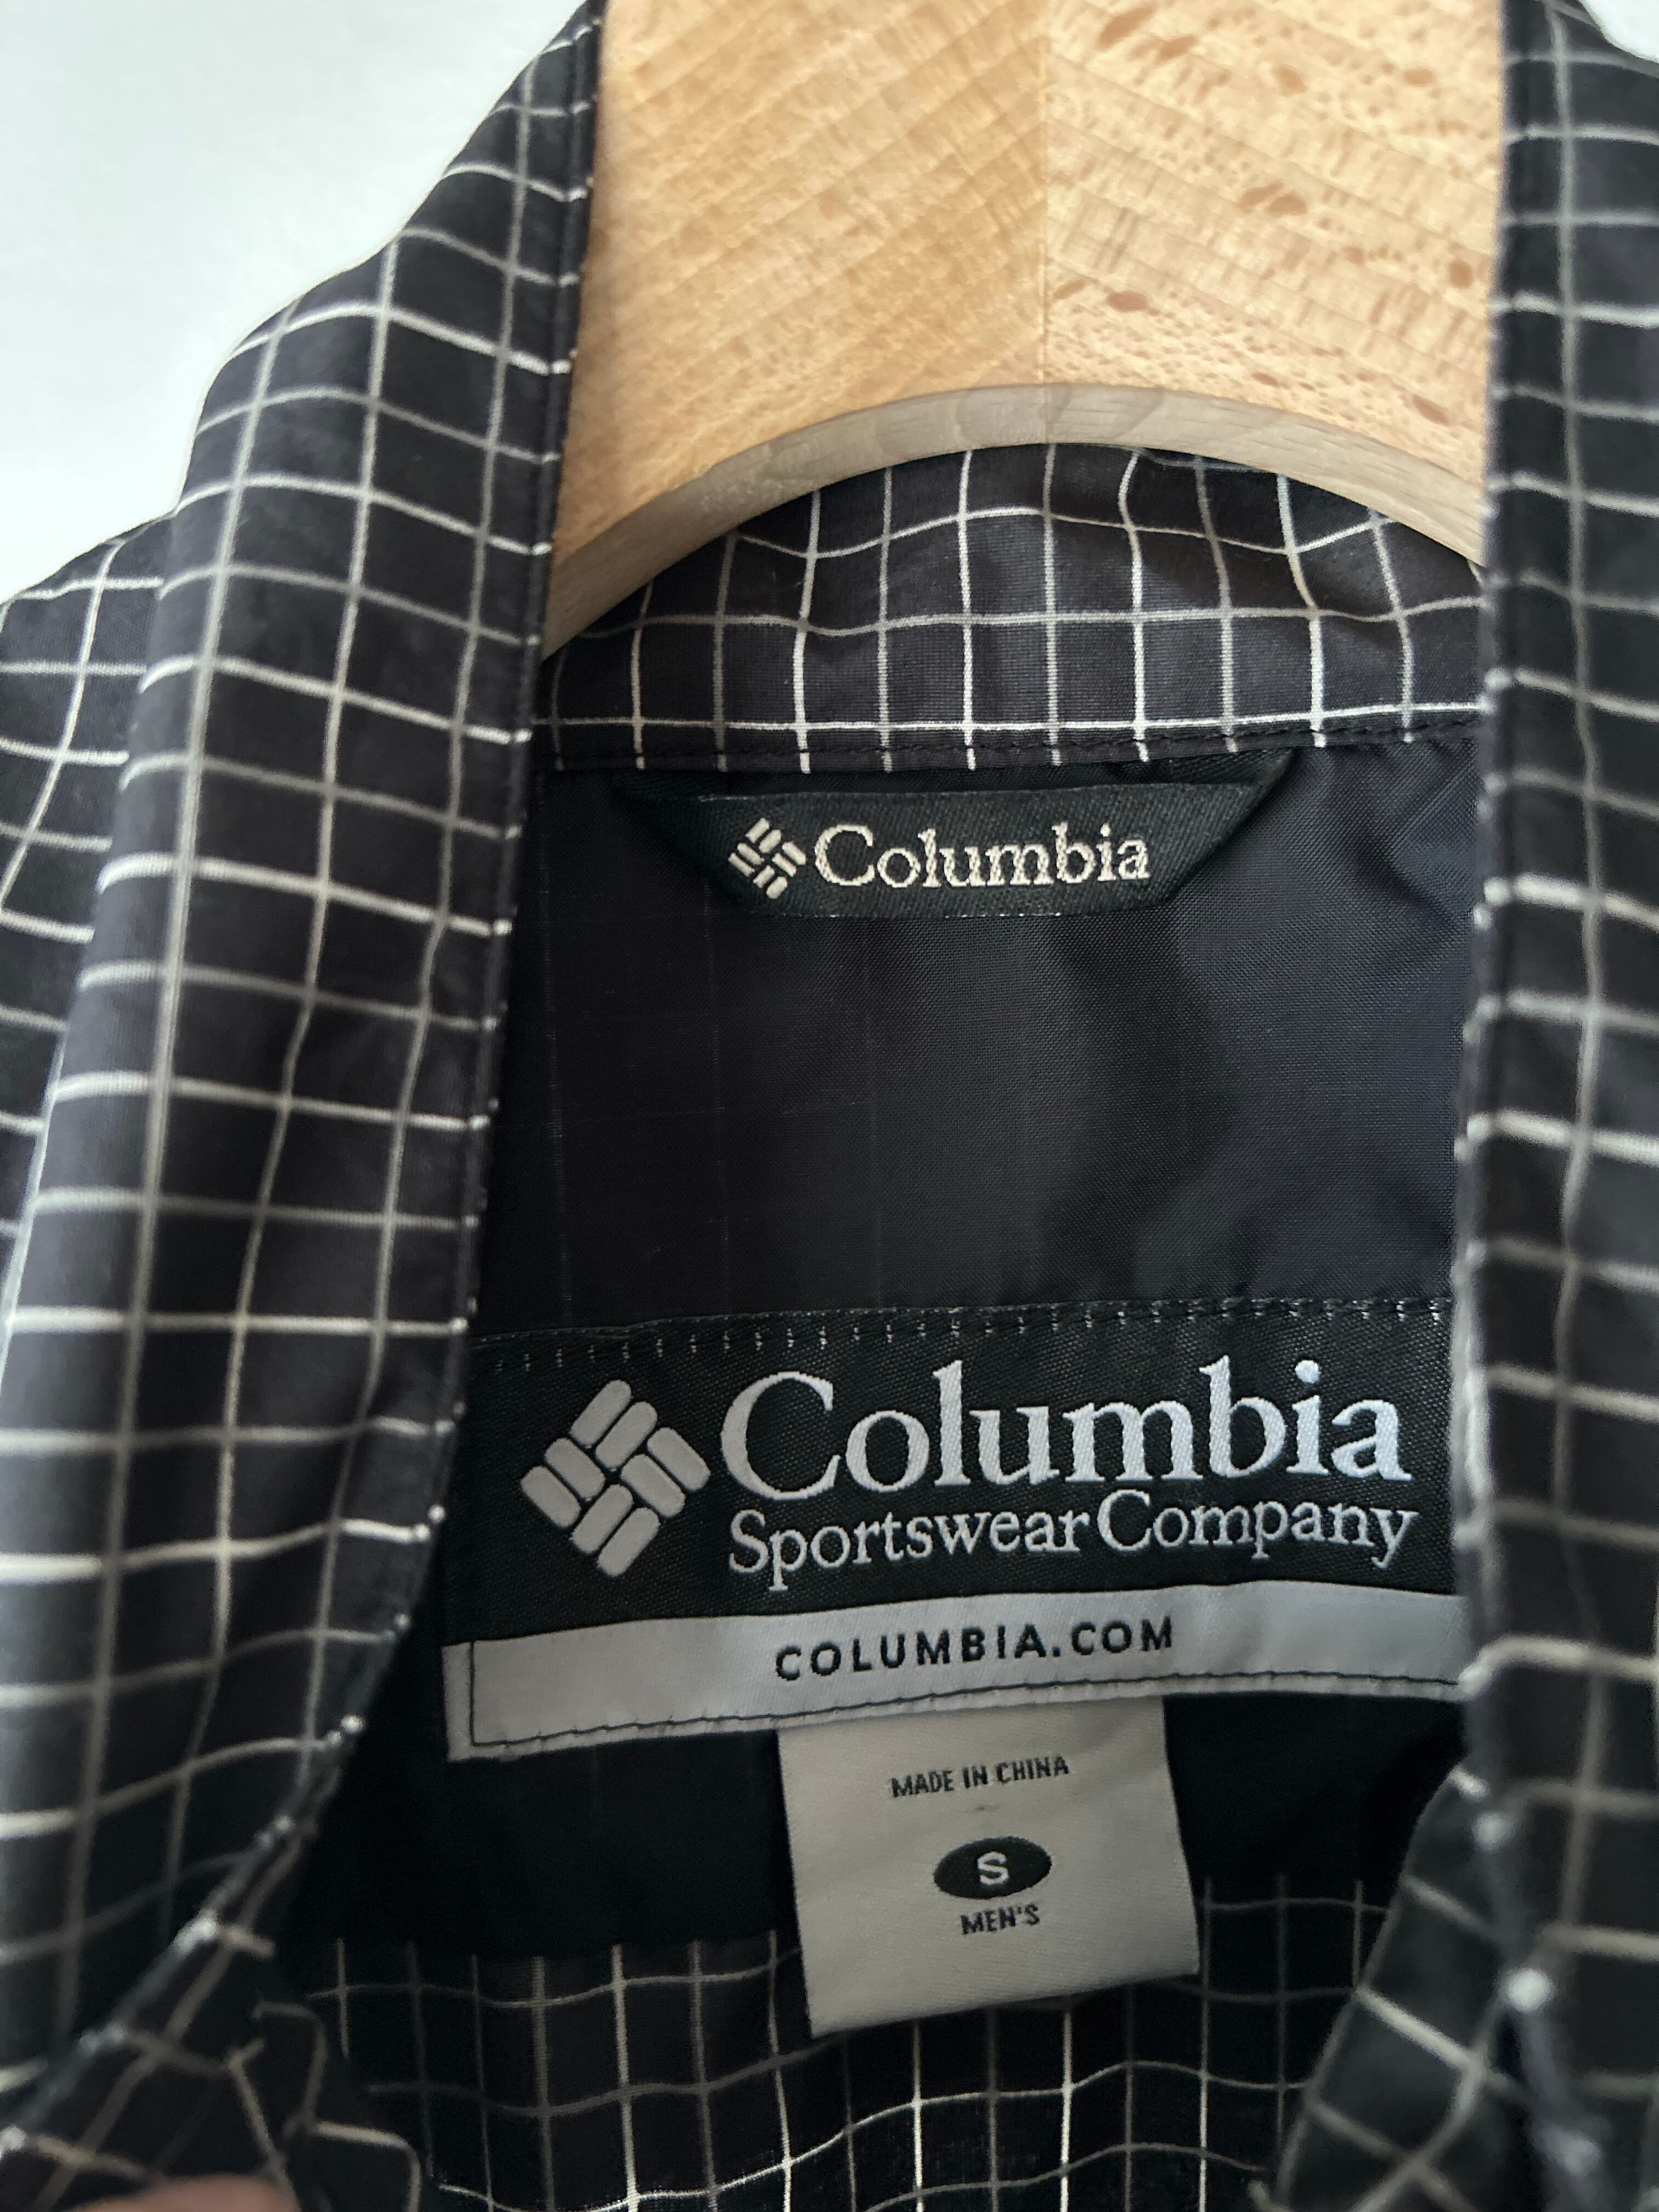 Columbia
Columbia
Sportswear Company
COLUMBIA.COM
MADE IN CHINA
S
MEN'S